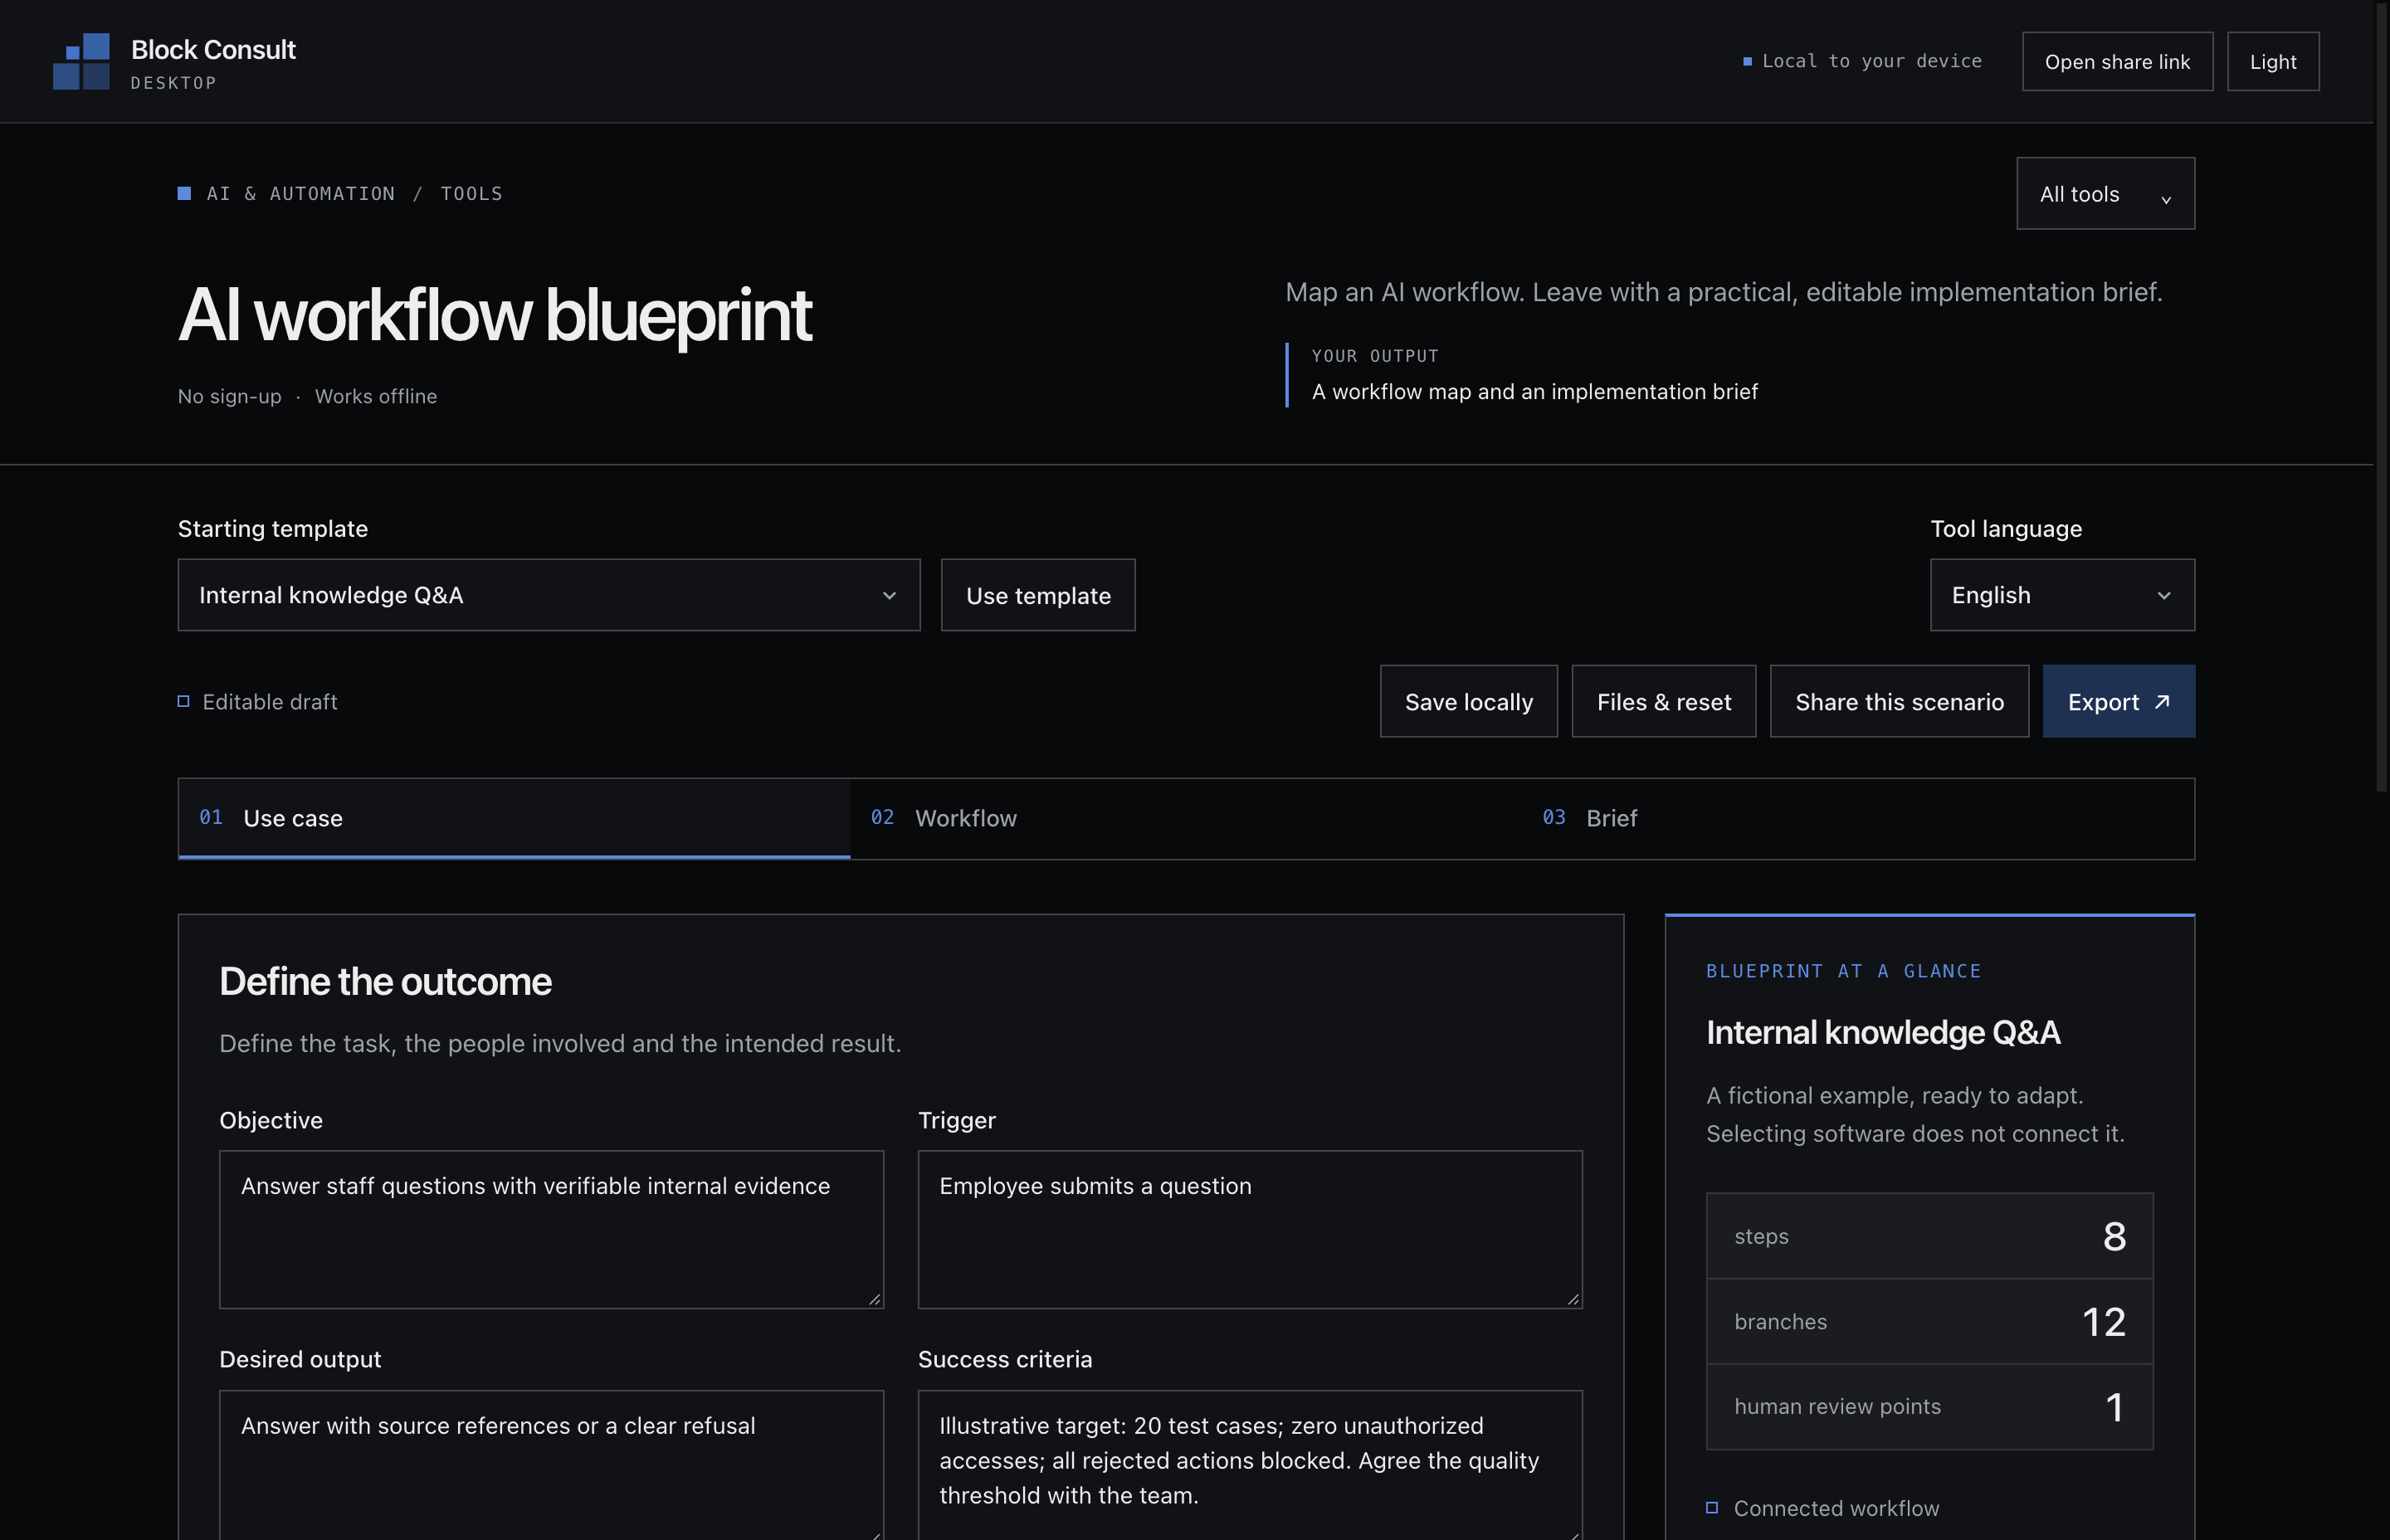 Block Consult
DESKTOP
Local to your device
Open share link
Light
AI & AUTOMATION / TOOLS
All tools
AI workflow blueprint
No sign-up · Works offline
Map an AI workflow. Leave with a practical, editable implementation brief.
YOUR OUTPUT
A workflow map and an implementation brief
Starting template
Internal knowledge Q&A
Use template
Tool language
English
Editable draft
Save locally
Files & reset
Share this scenario
Export ↗
01 Use case
02 Workflow
03 Brief
Define the outcome
Define the task, the people involved and the intended result.
Objective
Answer staff questions with verifiable internal evidence
Trigger
Employee submits a question
Desired output
Answer with source references or a clear refusal
Success criteria
Illustrative target: 20 test cases; zero unauthorized
accesses; all rejected actions blocked. Agree the quality
threshold with the team.
BLUEPRINT AT A GLANCE
Internal knowledge Q&A
A fictional example, ready to adapt.
Selecting software does not connect it.
steps 8
branches 12
human review points 1
Connected workflow